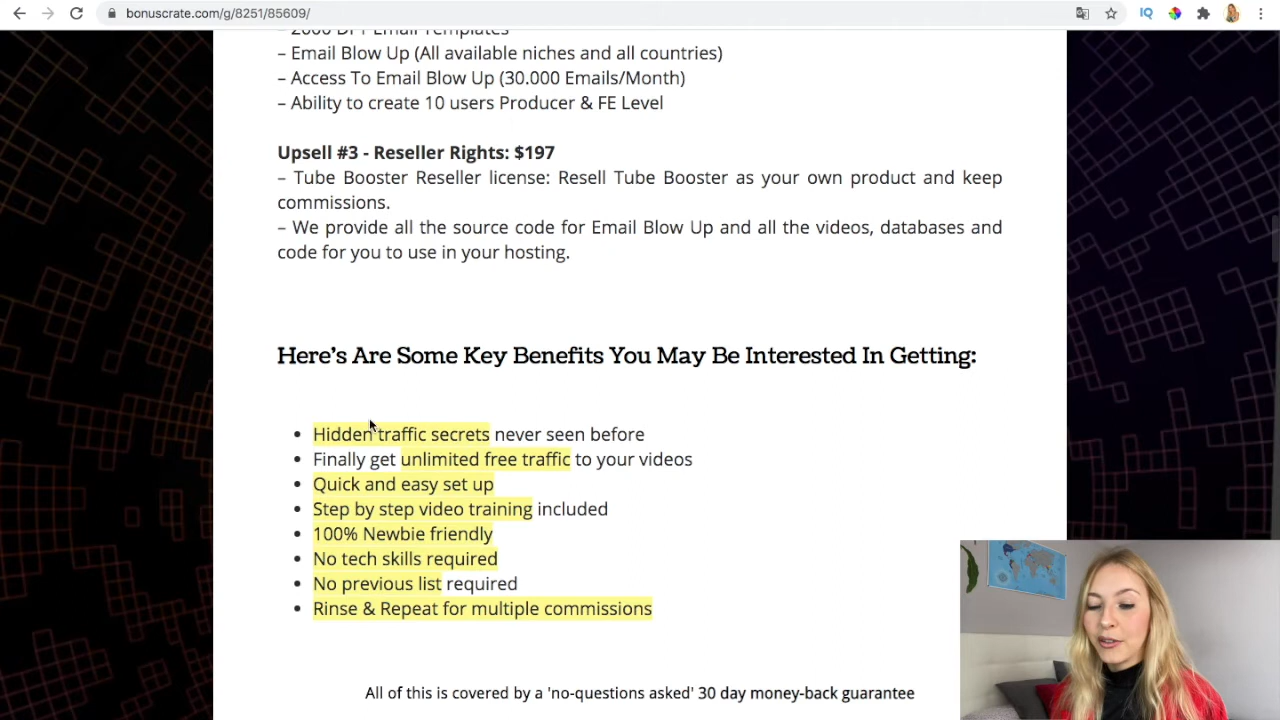 bonuscrate.com/g/8251/85609/
– 2000 DFY Email Templates
– Email Blow Up (All available niches and all countries)
– Access To Email Blow Up (30.000 Emails/Month)
– Ability to create 10 users Producer & FE Level
Upsell #3 - Reseller Rights: $197
– Tube Booster Reseller license: Resell Tube Booster as your own product and keep
commissions.
– We provide all the source code for Email Blow Up and all the videos, databases and
code for you to use in your hosting.
Here's Are Some Key Benefits You May Be Interested In Getting:
• Hidden traffic secrets never seen before
• Finally get unlimited free traffic to your videos
• Quick and easy set up
• Step by step video training included
• 100% Newbie friendly
• No tech skills required
• No previous list required
• Rinse & Repeat for multiple commissions
All of this is covered by a 'no-questions asked' 30 day money-back guarantee